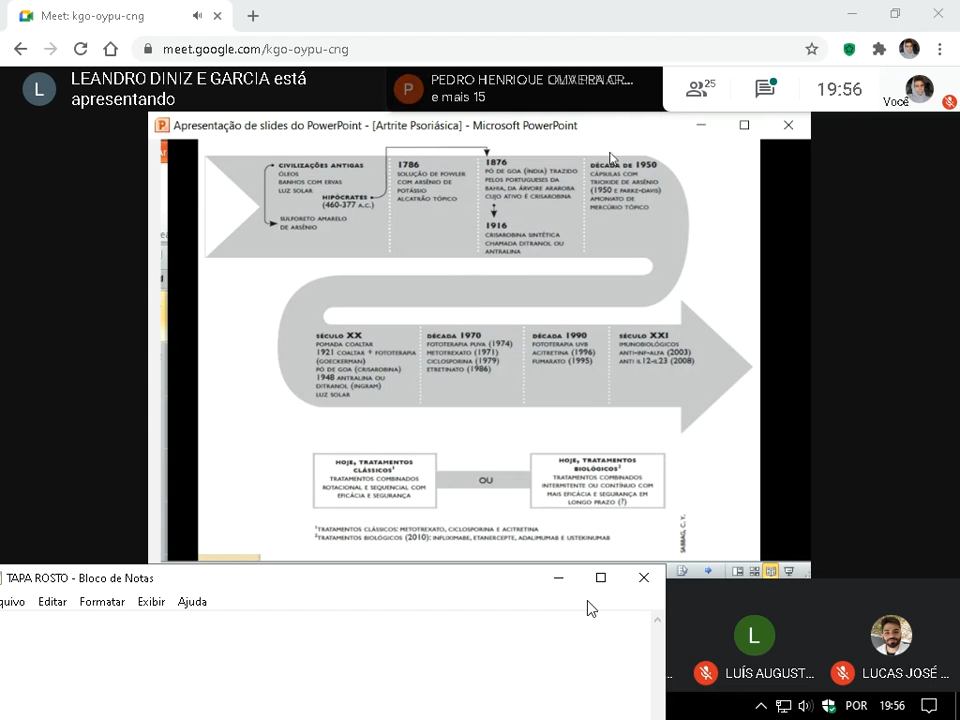 Meet: kgo-oypu-cng
meet.google.com/kgo-oypu-cng
LEANDRO DINIZ E GARCIA está
apresentando
P
PEDRO HENRIQUE
e mais 15
25
19:56
Você
L
Apresentação de slides do PowerPoint - [Artrite Psoriásica] - Microsoft PowerPoint
CIVILIZAÇÕES ANTIGAS
ÓLEOS
BANHOS COM ERVAS
LUZ SOLAR
HIPÓCRATES
(460-377 A.C.)
SULFORETO AMARELO
DE ARSÊNIO
1786
SOLUÇÃO DE FOWLER
COM ARSÊNIO DE
POTÁSSIO
ALCATRÃO TÓPICO
1876
PÓ DE GOA (ÍNDIA) TRAZIDO
PELOS PORTUGUESES DA
BAHIA, DA ÁRVORE ARAROBA
CUJO ATIVO É CRISAROBINA
1916
CRISAROBINA SINTÉTICA
CHAMADA DITRANOL OU
ANTRALINA
DÉCADA DE 1950
CÁPSULAS COM
TRIOXIDE DE ARSÊNIO
(1950 E PARKE-DAVIS)
AMONIATO DE
MERCÚRIO TÓPICO
SÉCULO XX
POMADA COALTAR
1921 COALTAR + FOTOTERAPIA
(GOECKERMAN)
PÓ DE GOA (CRISAROBINA)
1948 ANTRALINA OU
DITRANOL (INGRAM)
LUZ SOLAR
DÉCADA 1970
FOTOTERAPIA PUVA (1974)
METOTREXATO (1971)
CICLOSPORINA (1979)
ETRETINATO (1986)
DÉCADA 1990
FOTOTERAPIA UVB
ACITRETINA (1996)
FUMARATO (1995)
SÉCULO XXI
IMUNOBIOLÓGICOS
ANTI-INF-ALFA (2003)
ANTI IL12-IL23 (2008)
HOJE, TRATAMENTOS
CLÁSSICOS1
TRATAMENTOS COMBINADOS
ROTACIONAL E SEQUENCIAL COM
EFICÁCIA E SEGURANÇA
OU
HOJE, TRATAMENTOS
BIOLÓGICOS2
TRATAMENTOS COMBINADOS
INTERMITENTE OU CONTÍNUO COM
MAIS EFICÁCIA E SEGURANÇA EM
LONGO PRAZO (?)
1TRATAMENTOS CLÁSSICOS: METOTREXATO, CICLOSPORINA E ACITRETINA
2TRATAMENTOS BIOLÓGICOS (2010): INFLIXIMABE, ETANERCEPTE, ADALIMUMAB E USTEKINUMAB
SABBAG, C. Y.
TAPA ROSTO - Bloco de Notas
quivo Editar Formatar Exibir Ajuda
L
LUÍS AUGUST...
LUCAS JOSÉ ...
POR 19:56